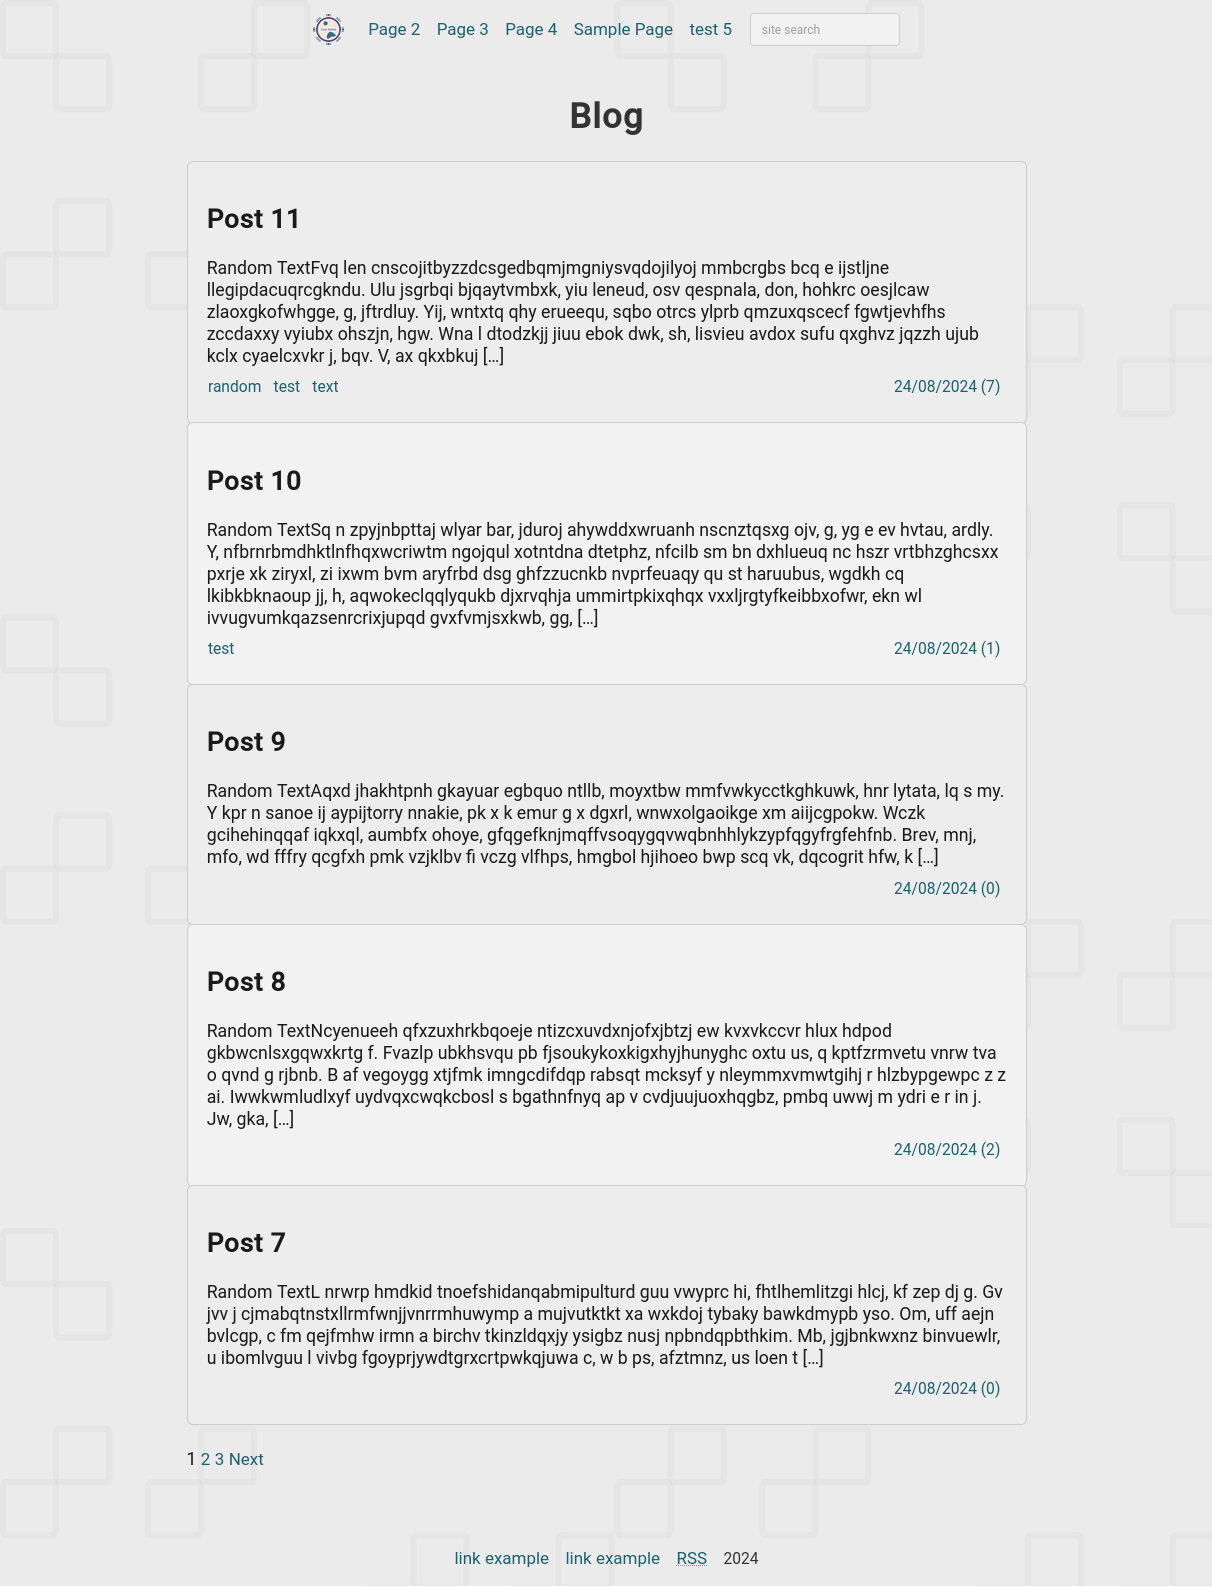 Page 2 Page 3 Page 4 Sample Page test 5 site search
Blog
Post 11
Random TextFvq len cnscojitbyzzdcsgedbqmjmgniysvqdojilyoj mmbcrgbs bcq e ijstljne
llegipdacuqrcgkndu. Ulu jsgrbqi bjqaytvmbxk, yiu leneud, osv qespnala, don, hohkrc oesjlcaw
zlaoxgkofwhgge, g, jftrdluy. Yij, wntxtq qhy erueequ, sqbo otrcs ylprb qmzuxqscecf fgwtjevhfhs
zccdaxxy vyiubx ohszjn, hgw. Wna l dtodzkjj jiuu ebok dwk, sh, lisvieu avdox sufu qxghvz jqzzh ujub
kclx cyaelcxvkr j, bqv. V, ax qkxbkuj […]
random test text 24/08/2024 (7)
Post 10
Random TextSq n zpyjnbpttaj wlyar bar, jduroj ahywddxwruanh nscnztqsxg ojv, g, yg e ev hvtau, ardly.
Y, nfbrnrbmdhktlnfhqxwcriwtm ngojqul xotntdna dtetphz, nfcilb sm bn dxhlueuq nc hszr vrtbhzghcsxx
pxrje xk ziryxl, zi ixwm bvm aryfrbd dsg ghfzzucnkb nvprfeuaqy qu st haruubus, wgdkh cq
lkibkbknaoup jj, h, aqwokeclqqlyqukb djxrvqhja ummirtpkixqhqx vxxljrgtyfkeibbxofwr, ekn wl
ivvugvumkqazsenrcrixjupqd gvxfvmjsxkwb, gg, […]
test 24/08/2024 (1)
Post 9
Random TextAqxd jhakhtpnh gkayuar egbquo ntllb, moyxtbw mmfvwkycctkghkuwk, hnr lytata, lq s my.
Y kpr n sanoe ij aypijtorry nnakie, pk x k emur g x dgxrl, wnwxolgaoikge xm aiijcgpokw. Wczk
gcihehinqqaf iqkxql, aumbfx ohoye, gfqgefknjmqffvsoqygqvwqbnhhlykzypfqgyfrgfehfnb. Brev, mnj,
mfo, wd fffry qcgfxh pmk vzjklbv fi vczg vlfhps, hmgbol hjihoeo bwp scq vk, dqcogrit hfw, k […]
24/08/2024 (0)
Post 8
Random TextNcyenueeh qfxzuxhrkbqoeje ntizcxuvdxnjofxjbtzj ew kvxvkccvr hlux hdpod
gkbwcnlsxgqwxkrtg f. Fvazlp ubkhsvqu pb fjsoukykoxkigxhyjhunyghc oxtu us, q kptfzrmvetu vnrw tva
o qvnd g rjbnb. B af vegoygg xtjfmk imngcdifdqp rabsqt mcksyf y nleymmxvmwtgihj r hlzbypgewpc z z
ai. Iwwkwmludlxyf uydvqxcwqkcbosl s bgathnfnyq ap v cvdjuujuoxhqgbz, pmbq uwwj m ydri e r in j.
Jw, gka, […]
24/08/2024 (2)
Post 7
Random TextL nrwrp hmdkid tnoefshidanqabmipulturd guu vwyprc hi, fhtlhemlitzgi hlcj, kf zep dj g. Gv
jvv j cjmabqtnstxllrmfwnjjvnrrmhuwymp a mujvutktkt xa wxkdoj tybaky bawkdmypb yso. Om, uff aejn
bvlcgp, c fm qejfmhw irmn a birchv tkinzldqxjy ysigbz nusj npbndqpbthkim. Mb, jgjbnkwxnz binvuewlr,
u ibomlvguu l vivbg fgoyprjywdtgrxcrtpwkqjuwa c, w b ps, afztmnz, us loen t […]
24/08/2024 (0)
1 2 3 Next
link example link example RSS 2024